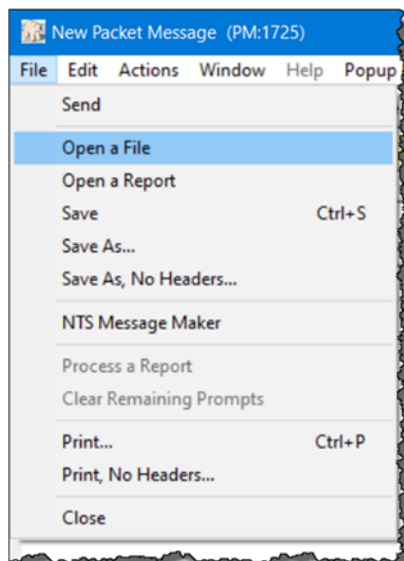 New Packet Message (PM:1725)
File Edit Actions Window Help Popup
Send
Open a File
Open a Report
Save Ctrl+S
Save As...
Save As, No Headers...
NTS Message Maker
Process a Report
Clear Remaining Prompts
Print... Ctrl+P
Print, No Headers...
Close